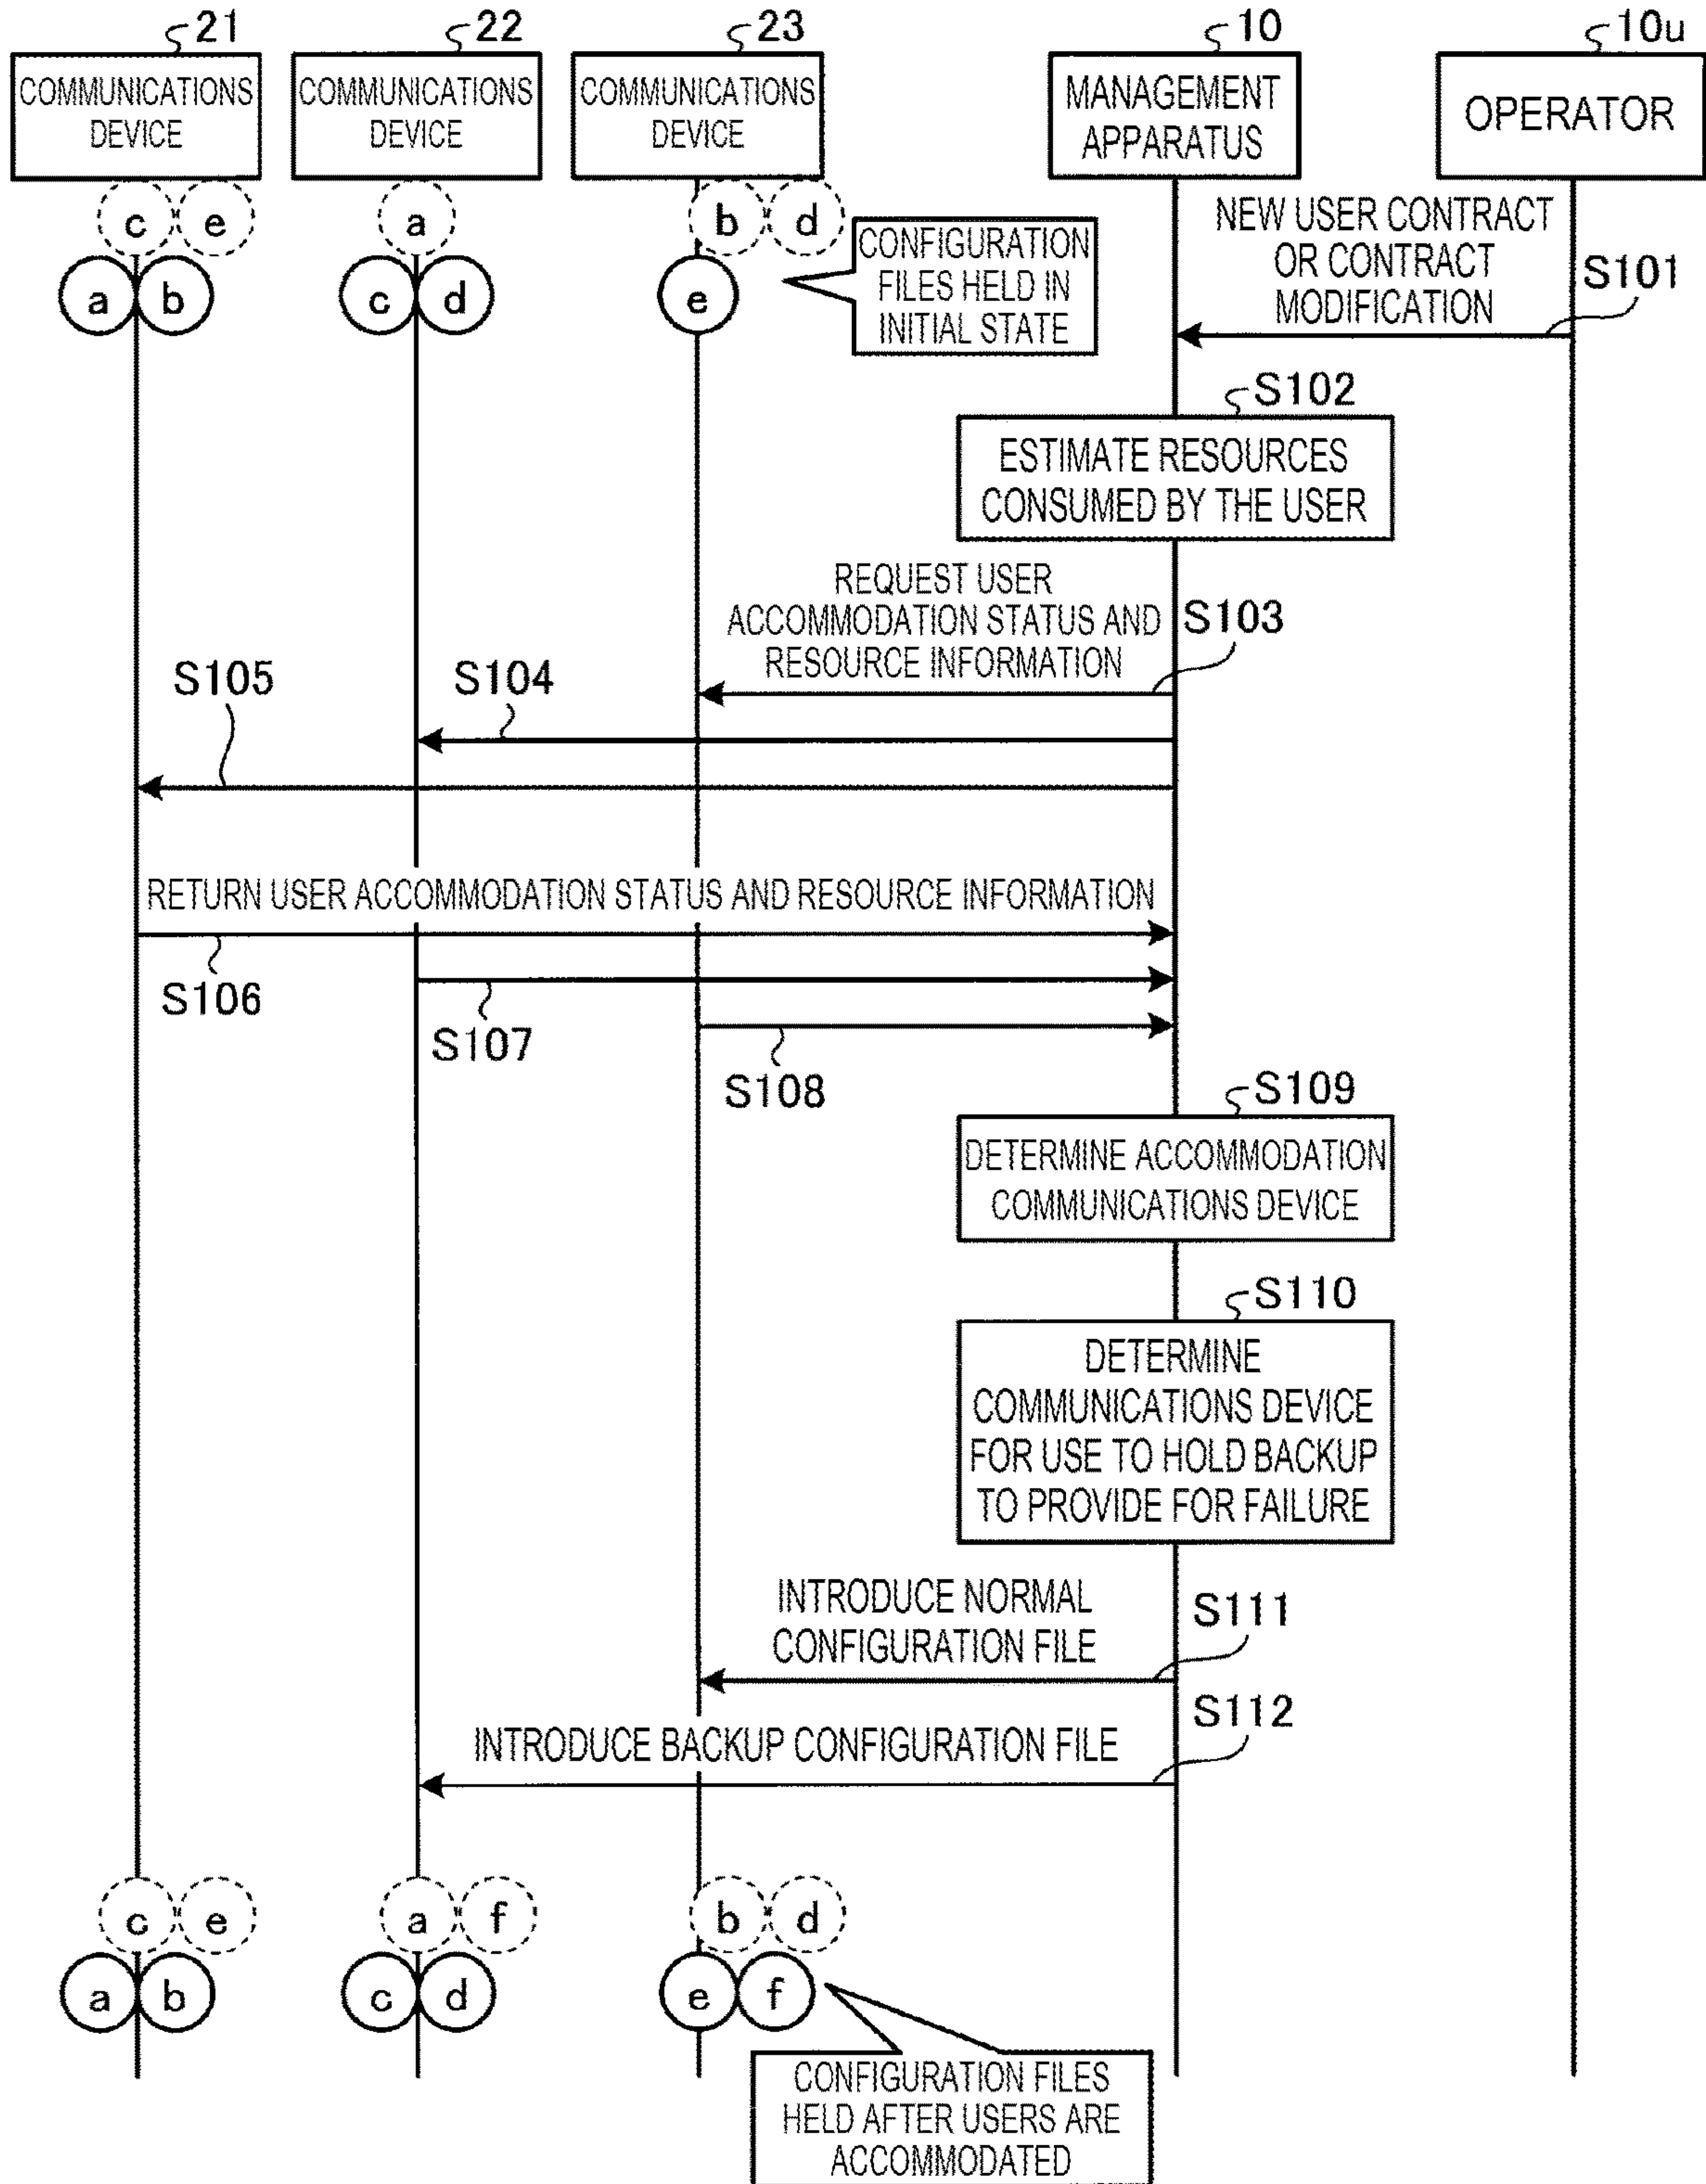 21
22
23
10
10u
COMMUNICATIONS
DEVICE
COMMUNICATIONS
DEVICE
COMMUNICATIONS
DEVICE
MANAGEMENT
APPARATUS
OPERATOR
c e
a
b d
a b
c d
e
CONFIGURATION
FILES HELD IN
INITIAL STATE
NEW USER CONTRACT
OR CONTRACT
MODIFICATION
S101
S102
ESTIMATE RESOURCES
CONSUMED BY THE USER
REQUEST USER
ACCOMMODATION STATUS AND
RESOURCE INFORMATION
S103
S104
S105
RETURN USER ACCOMMODATION STATUS AND RESOURCE INFORMATION
S106
S107
S108
S109
DETERMINE ACCOMMODATION
COMMUNICATIONS DEVICE
S110
DETERMINE
COMMUNICATIONS DEVICE
FOR USE TO HOLD BACKUP
TO PROVIDE FOR FAILURE
INTRODUCE NORMAL
CONFIGURATION FILE
S111
INTRODUCE BACKUP CONFIGURATION FILE
S112
c e
a f
b d
a b
c d
e f
CONFIGURATION FILES
HELD AFTER USERS ARE
ACCOMMODATED